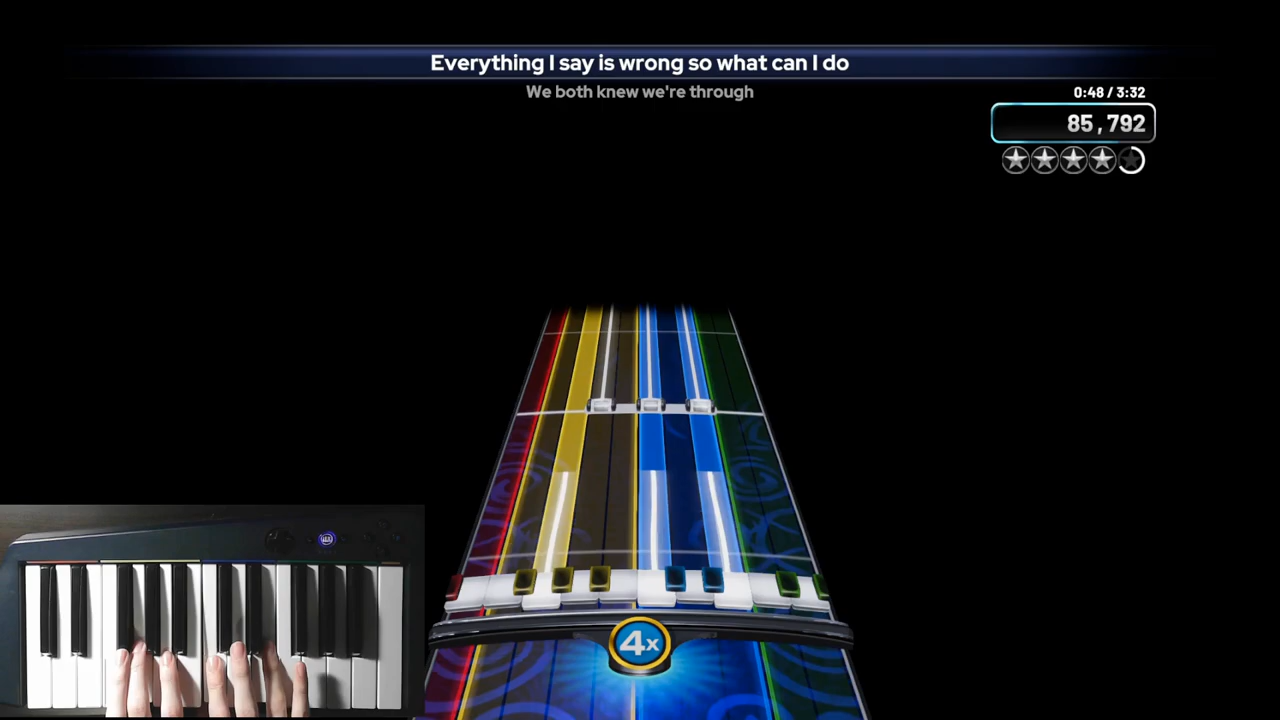 Everything I say is wrong so what can I do
We both knew we're through
0:48 / 3:32
85,792
4x